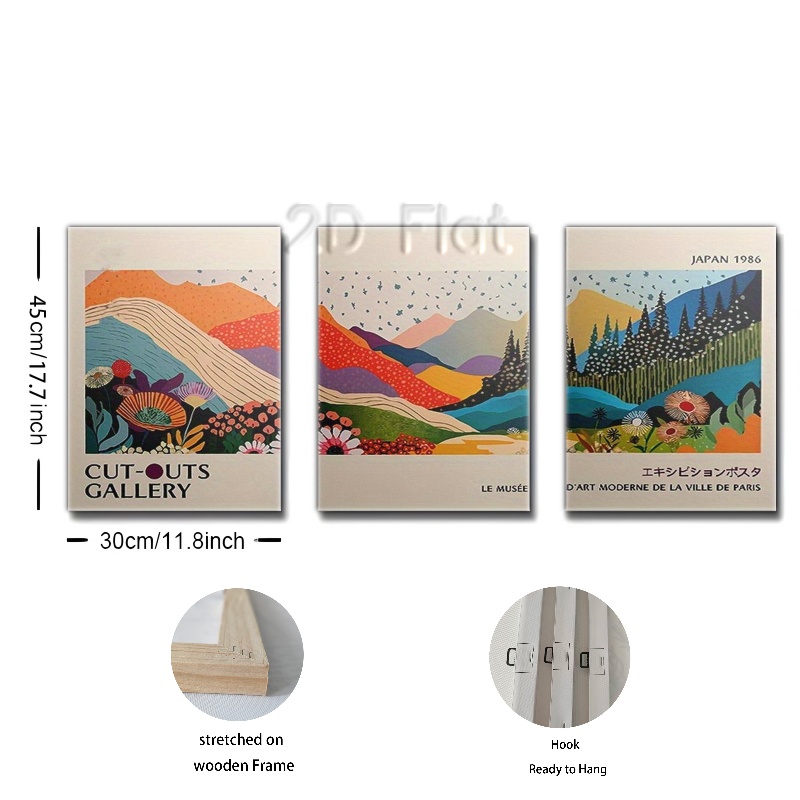 2D Flat
JAPAN 1986
45cm/17.7inch
CUT-OUTS
GALLERY
エキシビションポスタ
LE MUSÉE D'ART MODERNE DE LA VILLE DE PARIS
30cm/11.8inch
stretched on
wooden Frame
Hook
Ready to Hang